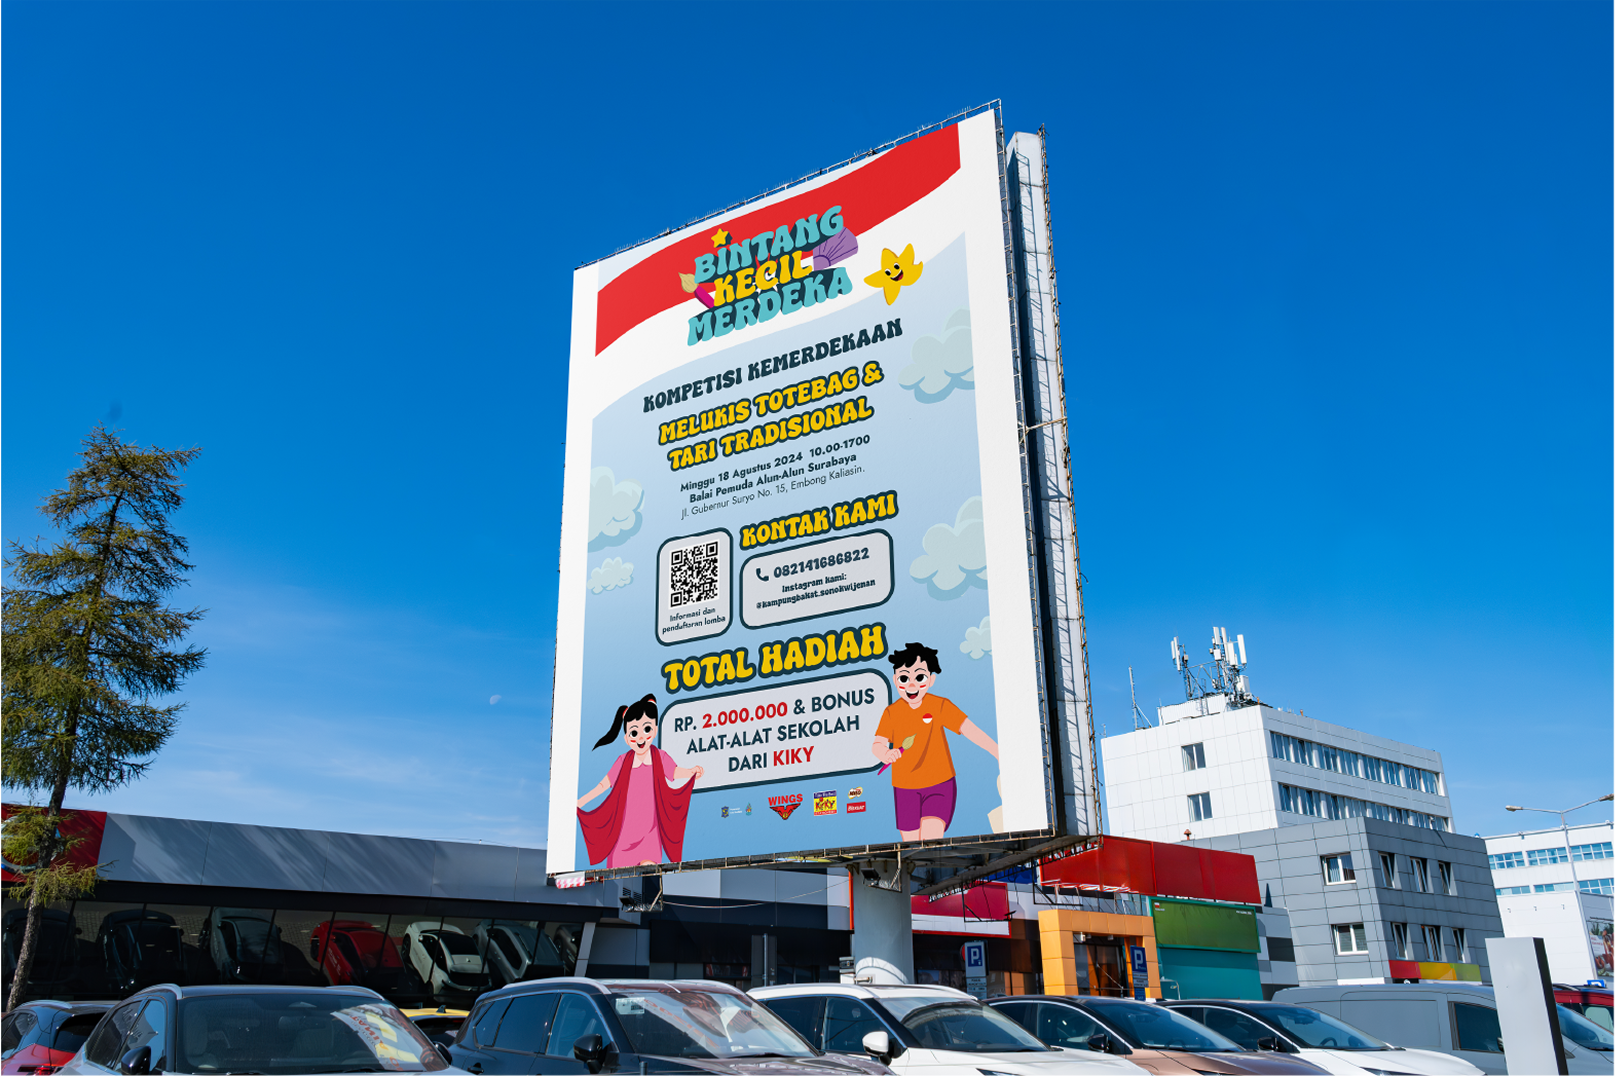 BINTANG
KECIL
MERDEKA
KOMPETISI KEMERDEKAAN
MELUKIS TOTEBAG &
TARI TRADISIONAL
Minggu 18 Agustus 2024 10.00-1700
Balai Pemuda Alun-Alun Surabaya
Jl. Gubernur Suryo No. 15, Embong Kaliasin.
KONTAK KAMI
082141686822
Instagram kami:
@kampungbakat.sonokwijenan
Informasi dan
pendaftaran lomba
TOTAL HADIAH
RP. 2.000.000 & BONUS
ALAT-ALAT SEKOLAH
DARI KIKY
WINGS
KIKY
P
P